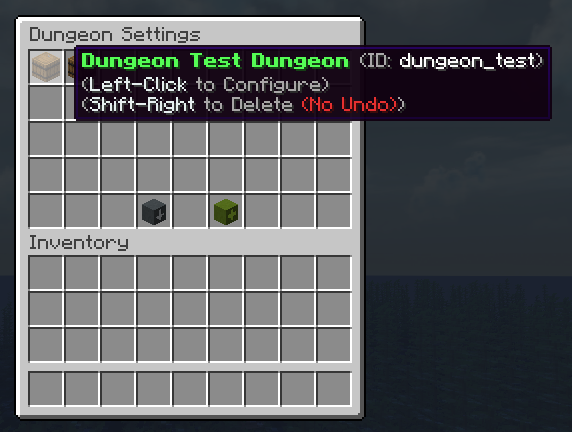 Dungeon Settings
Dungeon Test Dungeon (ID: dungeon_test)
(Left-Click to Configure)
(Shift-Right to Delete (No Undo))
Inventory